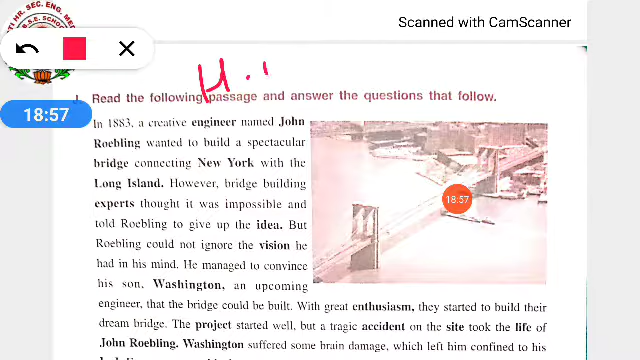 Scanned with CamScanner
H.
18:57
Read the following passage and answer the questions that follow.
In 1883, a creative engineer named John
Roebling wanted to build a spectacular
bridge connecting New York with the
Long Island. However, bridge building
experts thought it was impossible and
told Roebling to give up the idea. But
Roebling could not ignore the vision he
had in his mind. He managed to convince
his son, Washington, an upcoming
engineer, that the bridge could be built. With great enthusiasm, they started to build their
dream bridge. The project started well, but a tragic accident on the site took the life of
John Roebling. Washington suffered some brain damage, which left him confined to his
18:57